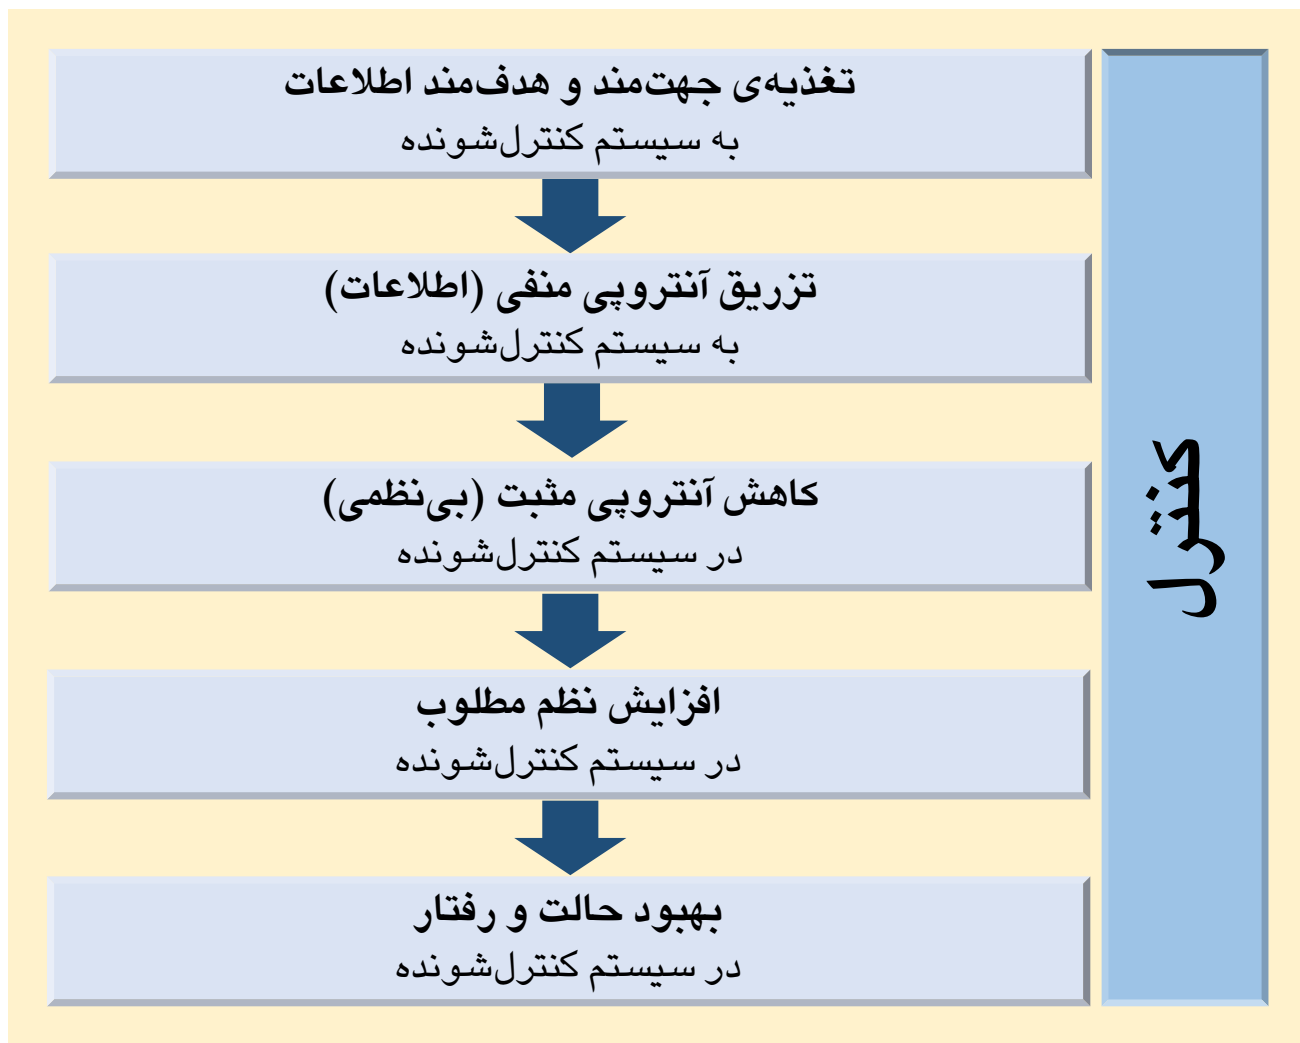 تغذیه‌ی جهت‌مند و هدف‌مند اطلاعات
به سیستم کنترل‌شونده
تزریق آنتروپی منفی (اطلاعات)
به سیستم کنترل‌شونده
کاهش آنتروپی مثبت (بی‌نظمی)
در سیستم کنترل‌شونده
افزایش نظم مطلوب
در سیستم کنترل‌شونده
بهبود حالت و رفتار
در سیستم کنترل‌شونده
کنترل